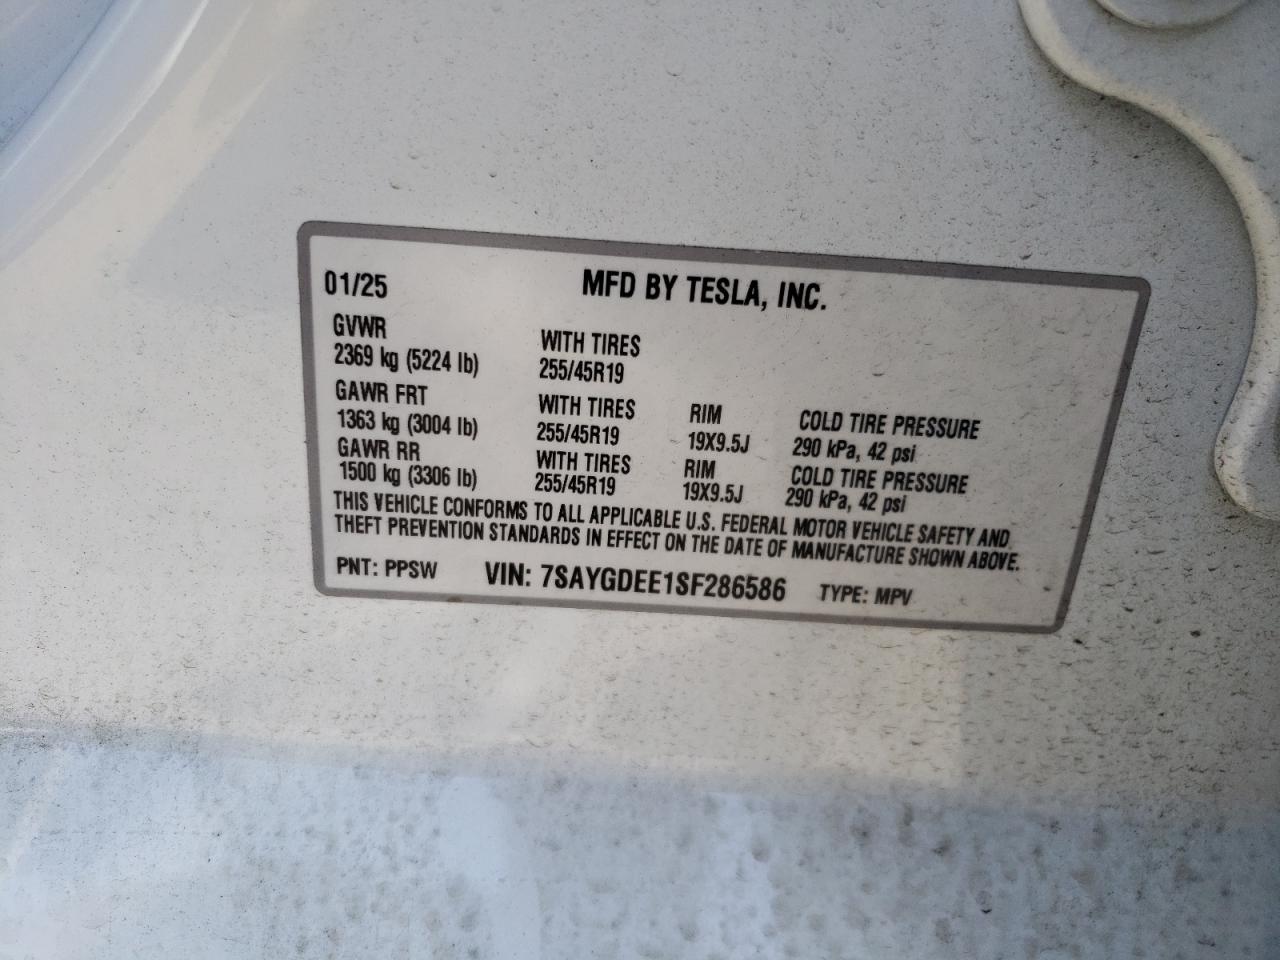 01/25 MFD BY TESLA, INC.
GVWR
2369 kg (5224 lb)
WITH TIRES
255/45R19
GAWR FRT
1363 kg (3004 lb)
WITH TIRES
255/45R19
RIM
19X9.5J
COLD TIRE PRESSURE
290 kPa, 42 psi
GAWR RR
1500 kg (3306 lb)
WITH TIRES
255/45R19
RIM
19X9.5J
COLD TIRE PRESSURE
290 kPa, 42 psi
THIS VEHICLE CONFORMS TO ALL APPLICABLE U.S. FEDERAL MOTOR VEHICLE SAFETY AND
THEFT PREVENTION STANDARDS IN EFFECT ON THE DATE OF MANUFACTURE SHOWN ABOVE.
PNT: PPSW VIN: 7SAYGDEE1SF286586 TYPE: MPV